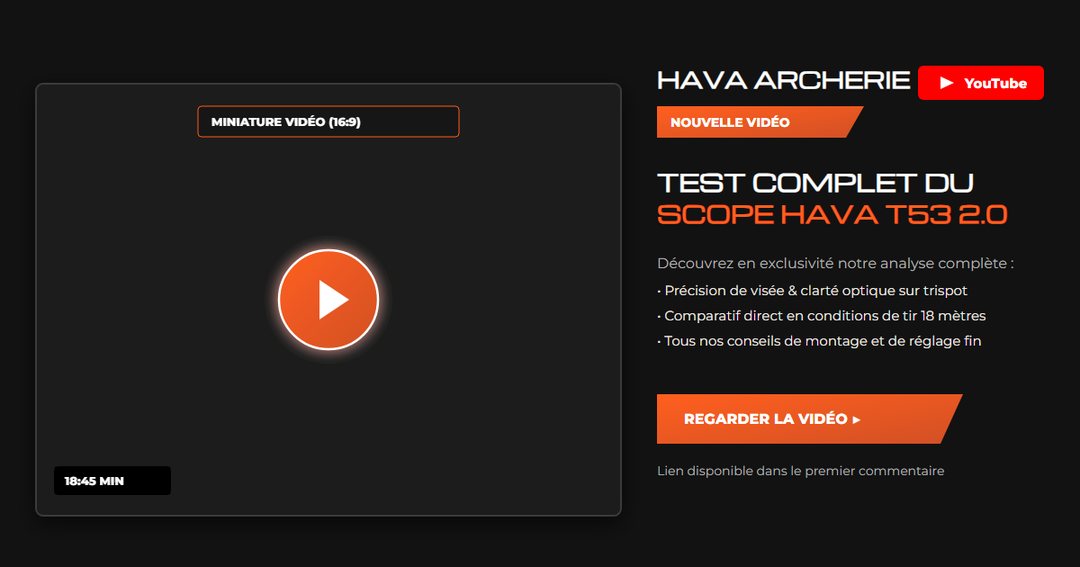 MINIATURE VIDÉO (16:9)
18:45 MIN
HAVA ARCHERIE
YouTube
NOUVELLE VIDÉO
TEST COMPLET DU
SCOPE HAVA T53 2.0
Découvrez en exclusivité notre analyse complète :
• Précision de visée & clarté optique sur trispot
• Comparatif direct en conditions de tir 18 mètres
• Tous nos conseils de montage et de réglage fin
REGARDER LA VIDÉO ▸
Lien disponible dans le premier commentaire